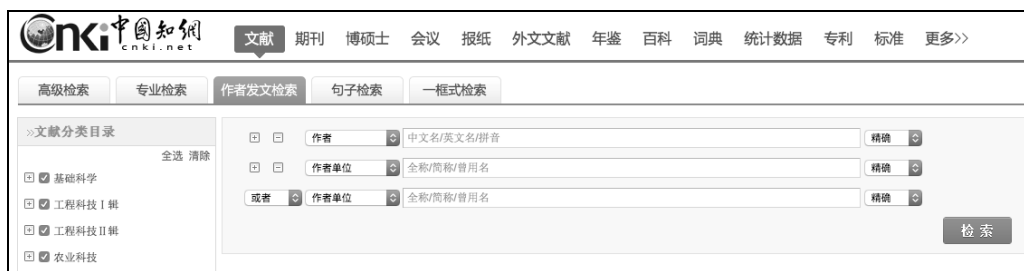 Cnki中国知网
cnki.net
文献 期刊 博硕士 会议 报纸 外文文献 年鉴 百科 词典 统计数据 专利 标准 更多>>
高级检索 专业检索 作者发文检索 句子检索 一框式检索
»文献分类目录
全选 清除
基础科学
工程科技Ⅰ辑
工程科技Ⅱ辑
农业科技
作者 中文名/英文名/拼音 精确
作者单位 全称/简称/曾用名 精确
或者 作者单位 全称/简称/曾用名 精确
检索